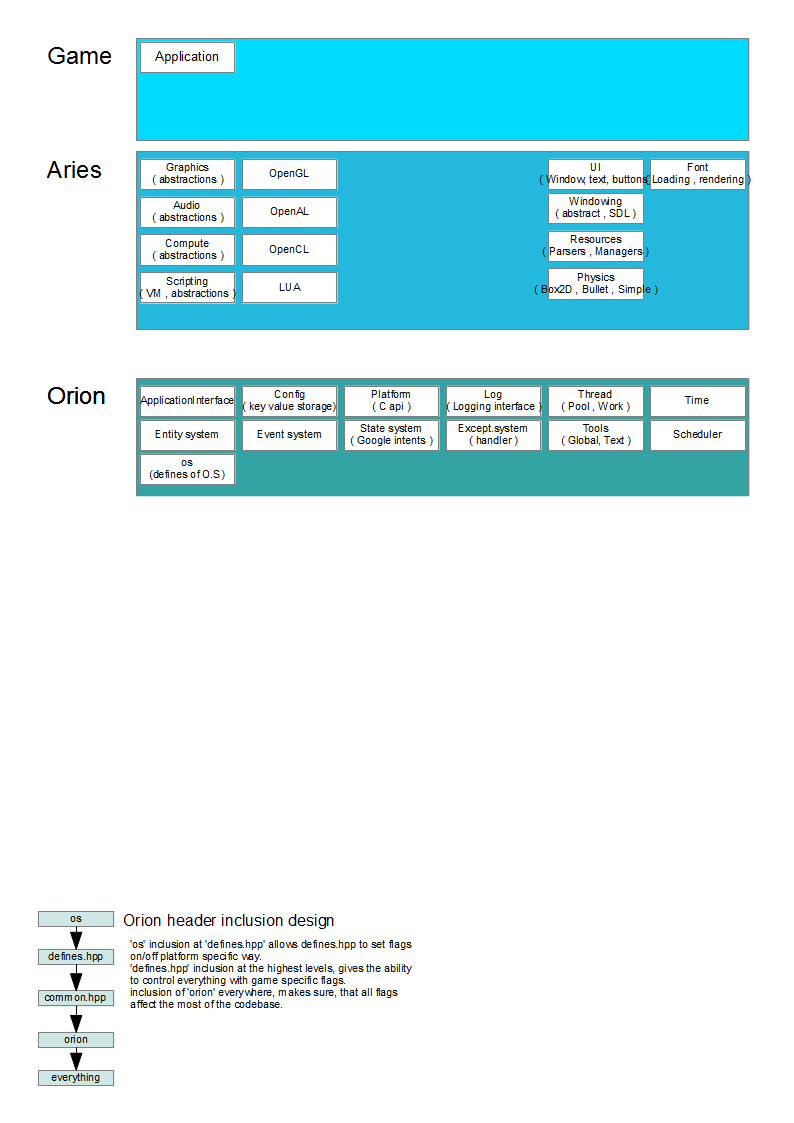 Game
Application
Aries
Graphics
( abstractions )
OpenGL
UI
( Window, text, buttons
Font
( Loading , rendering )
Audio
( abstractions )
OpenAL
Windowing
( abstract , SDL )
Compute
( abstractions )
OpenCL
Resources
( Parsers , Managers )
Scripting
( VM , abstractions )
LUA
Physics
( Box2D , Bullet , Simple )
Orion
ApplicationInterface
Config
( key value storage)
Platform
( C api )
Log
( Logging interface )
Thread
( Pool , Work )
Time
Entity system
Event system
State system
( Google intents )
Except.system
( handler )
Tools
( Global, Text )
Scheduler
os
(defines of O.S)
os
defines.hpp
common.hpp
orion
everything
Orion header inclusion design
'os' inclusion at 'defines.hpp' allows defines.hpp to set flags
on/off platform specific way.
'defines.hpp' inclusion at the highest levels, gives the ability
to control everything with game specific flags.
inclusion of 'orion' everywhere, makes sure, that all flags
affect the most of the codebase.